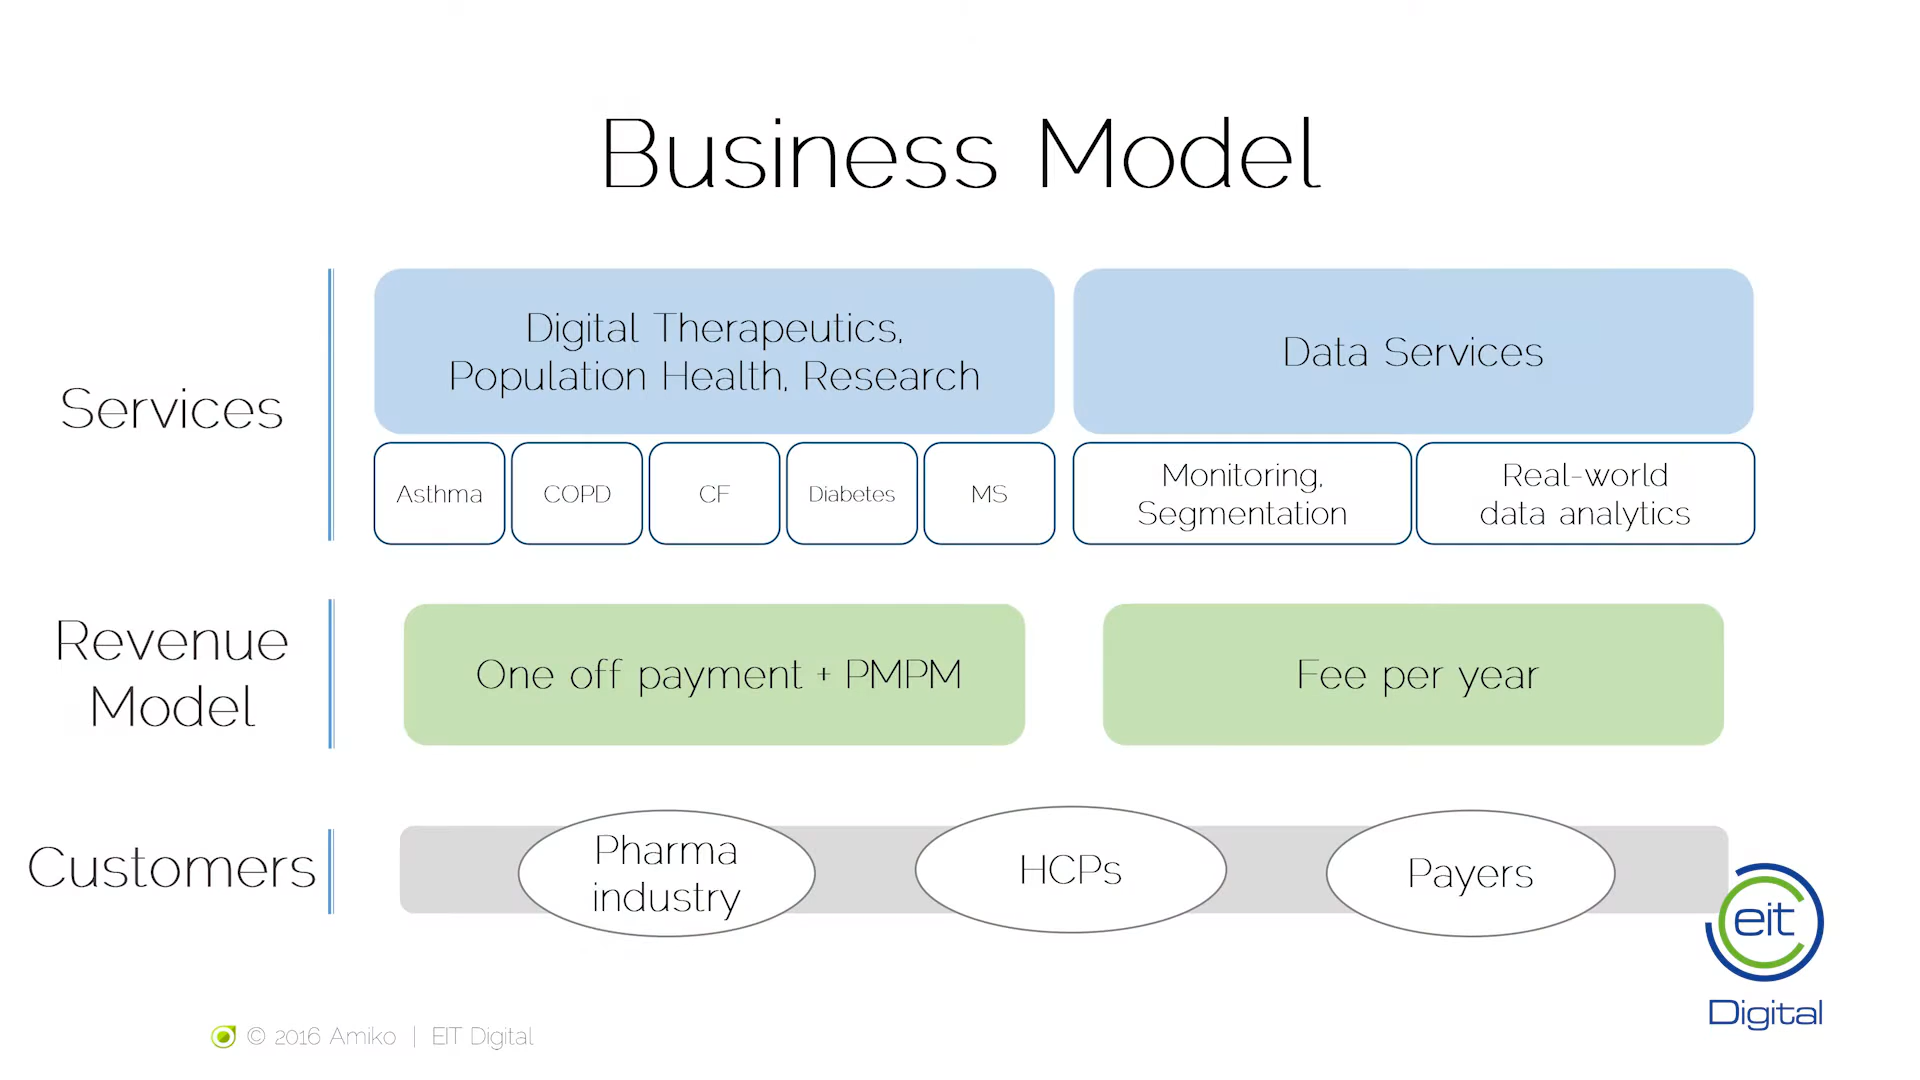 Business Model
Services
Digital Therapeutics,
Population Health, Research
Data Services
Asthma
COPD
CF
Diabetes
MS
Monitoring,
Segmentation
Real-world
data analytics
Revenue
Model
One off payment + PMPM
Fee per year
Customers
Pharma
industry
HCPs
Payers
eit
Digital
© 2016 Amiko | EIT Digital